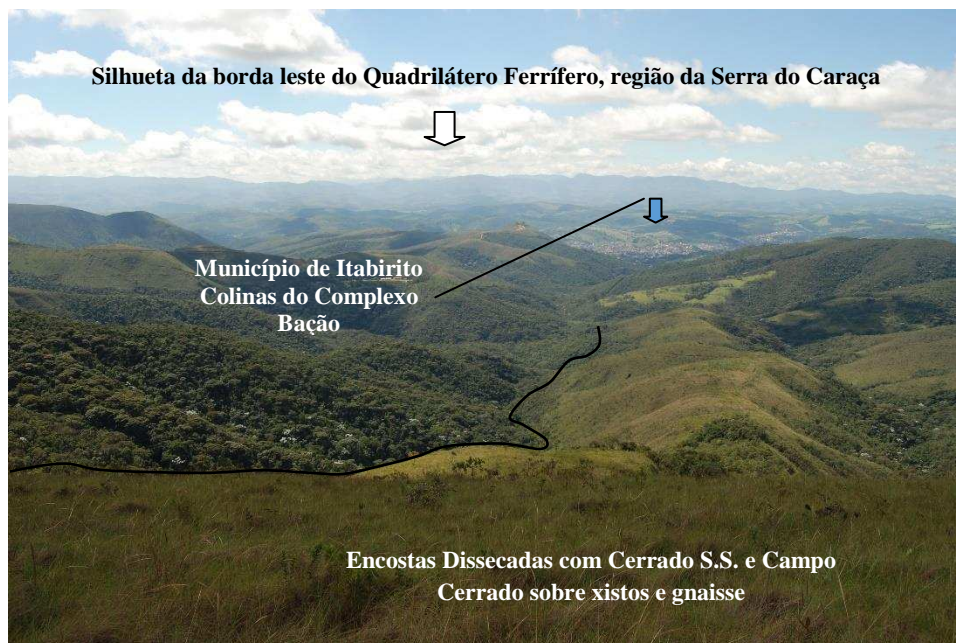 Silhueta da borda leste do Quadrilátero Ferrífero, região da Serra do Caraça
Município de Itabirito
Colinas do Complexo
Bação
Encostas Dissecadas com Cerrado S.S. e Campo
Cerrado sobre xistos e gnaisse